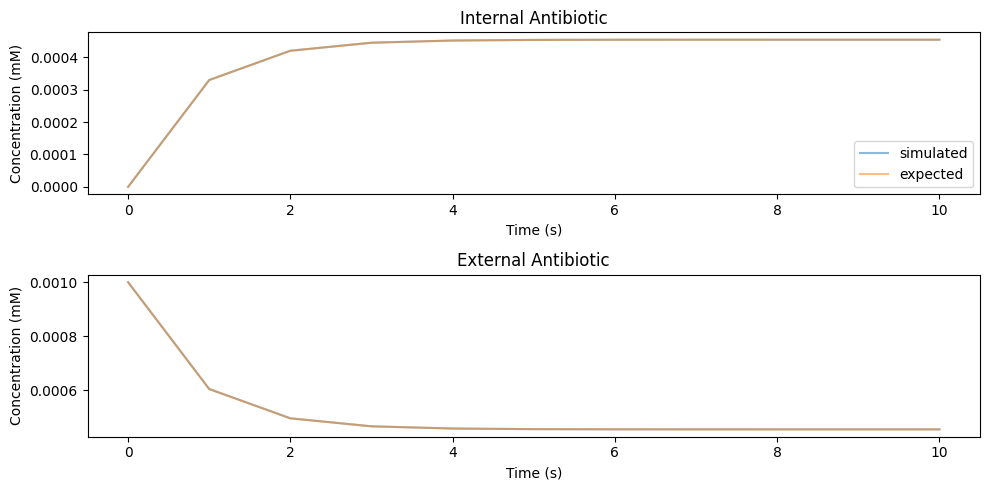 Internal Antibiotic
Concentration (mM)
0.0004
0.0003
0.0002
0.0001
0.0000
simulated
expected
0 2 4 6 8 10
Time (s)
External Antibiotic
Concentration (mM)
0.0010
0.0008
0.0006
0 2 4 6 8 10
Time (s)